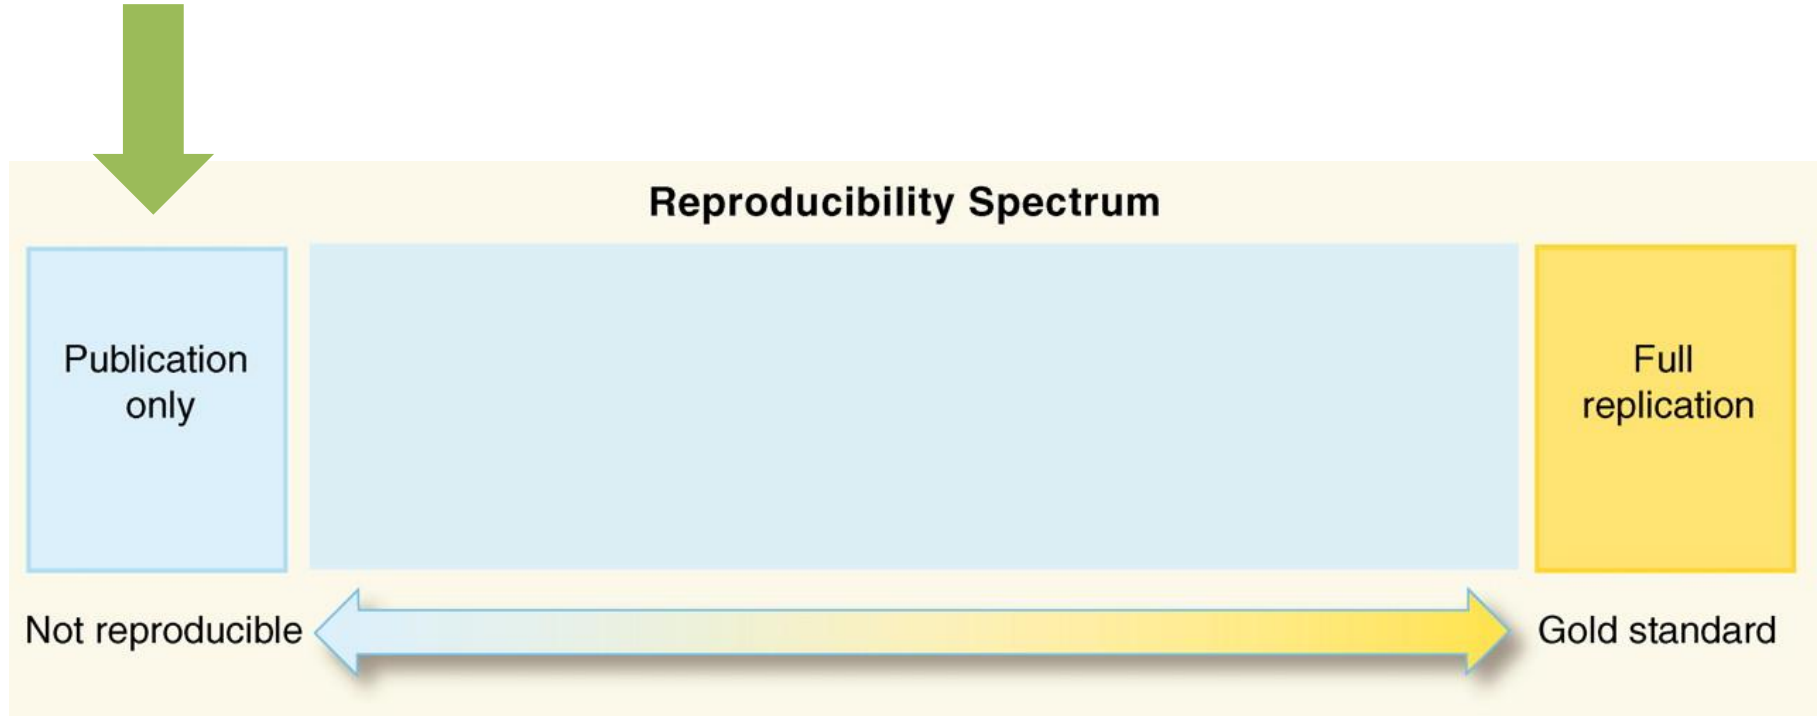 Reproducibility Spectrum
Publication
only
Full
replication
Not reproducible
Gold standard